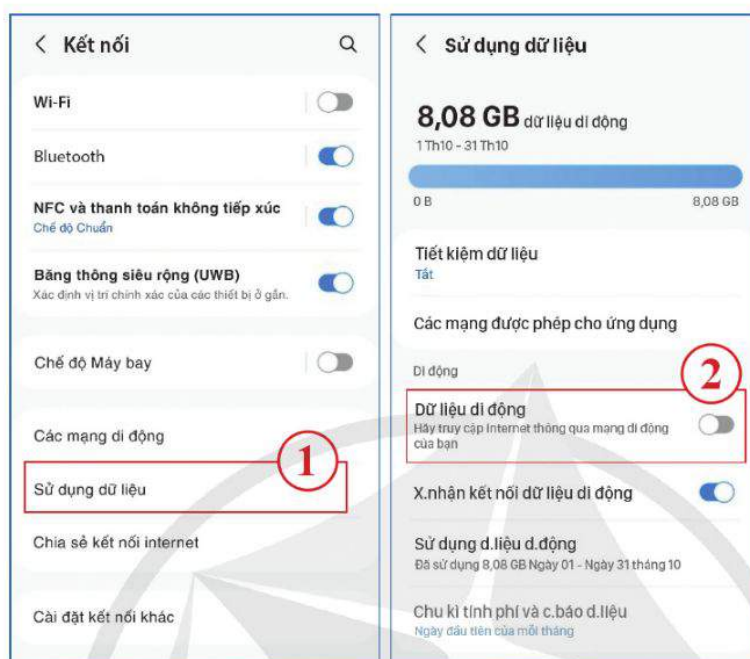 Kết nối
Wi-Fi
Bluetooth
NFC và thanh toán không tiếp xúc
Chế độ Chuẩn
Băng thông siêu rộng (UWB)
Xác định vị trí chính xác của các thiết bị ở gần.
Chế độ Máy bay
Các mạng di động
1
Sử dụng dữ liệu
Chia sẻ kết nối internet
Cài đặt kết nối khác
Sử dụng dữ liệu
8,08 GB dữ liệu di động
1 Th10 - 31 Th10
0 B 8,08 GB
Tiết kiệm dữ liệu
Tắt
Các mạng được phép cho ứng dụng
Di động
2
Dữ liệu di động
Hãy truy cập Internet thông qua mạng di động
của bạn
X.nhận kết nối dữ liệu di động
Sử dụng d.liệu d.động
Đã sử dụng 8,08 GB Ngày 01 - Ngày 31 tháng 10
Chu kì tính phí và c.báo d.liệu
Ngày đầu tiên của mỗi tháng